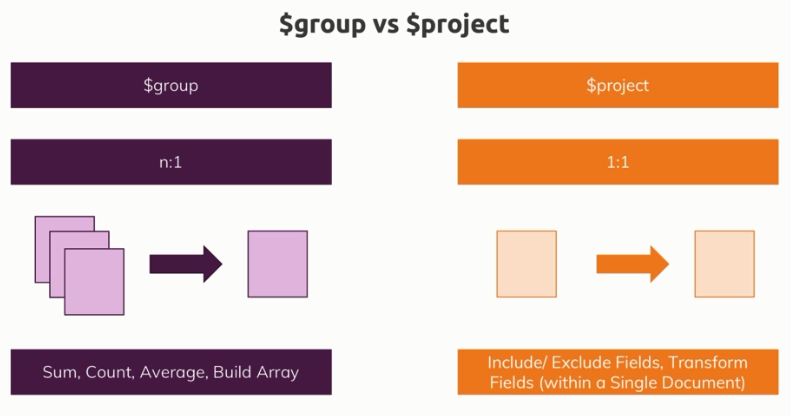 $group vs $project
$group
$project
n:1
1:1
Sum, Count, Average, Build Array
Include/ Exclude Fields, Transform
Fields (within a Single Document)